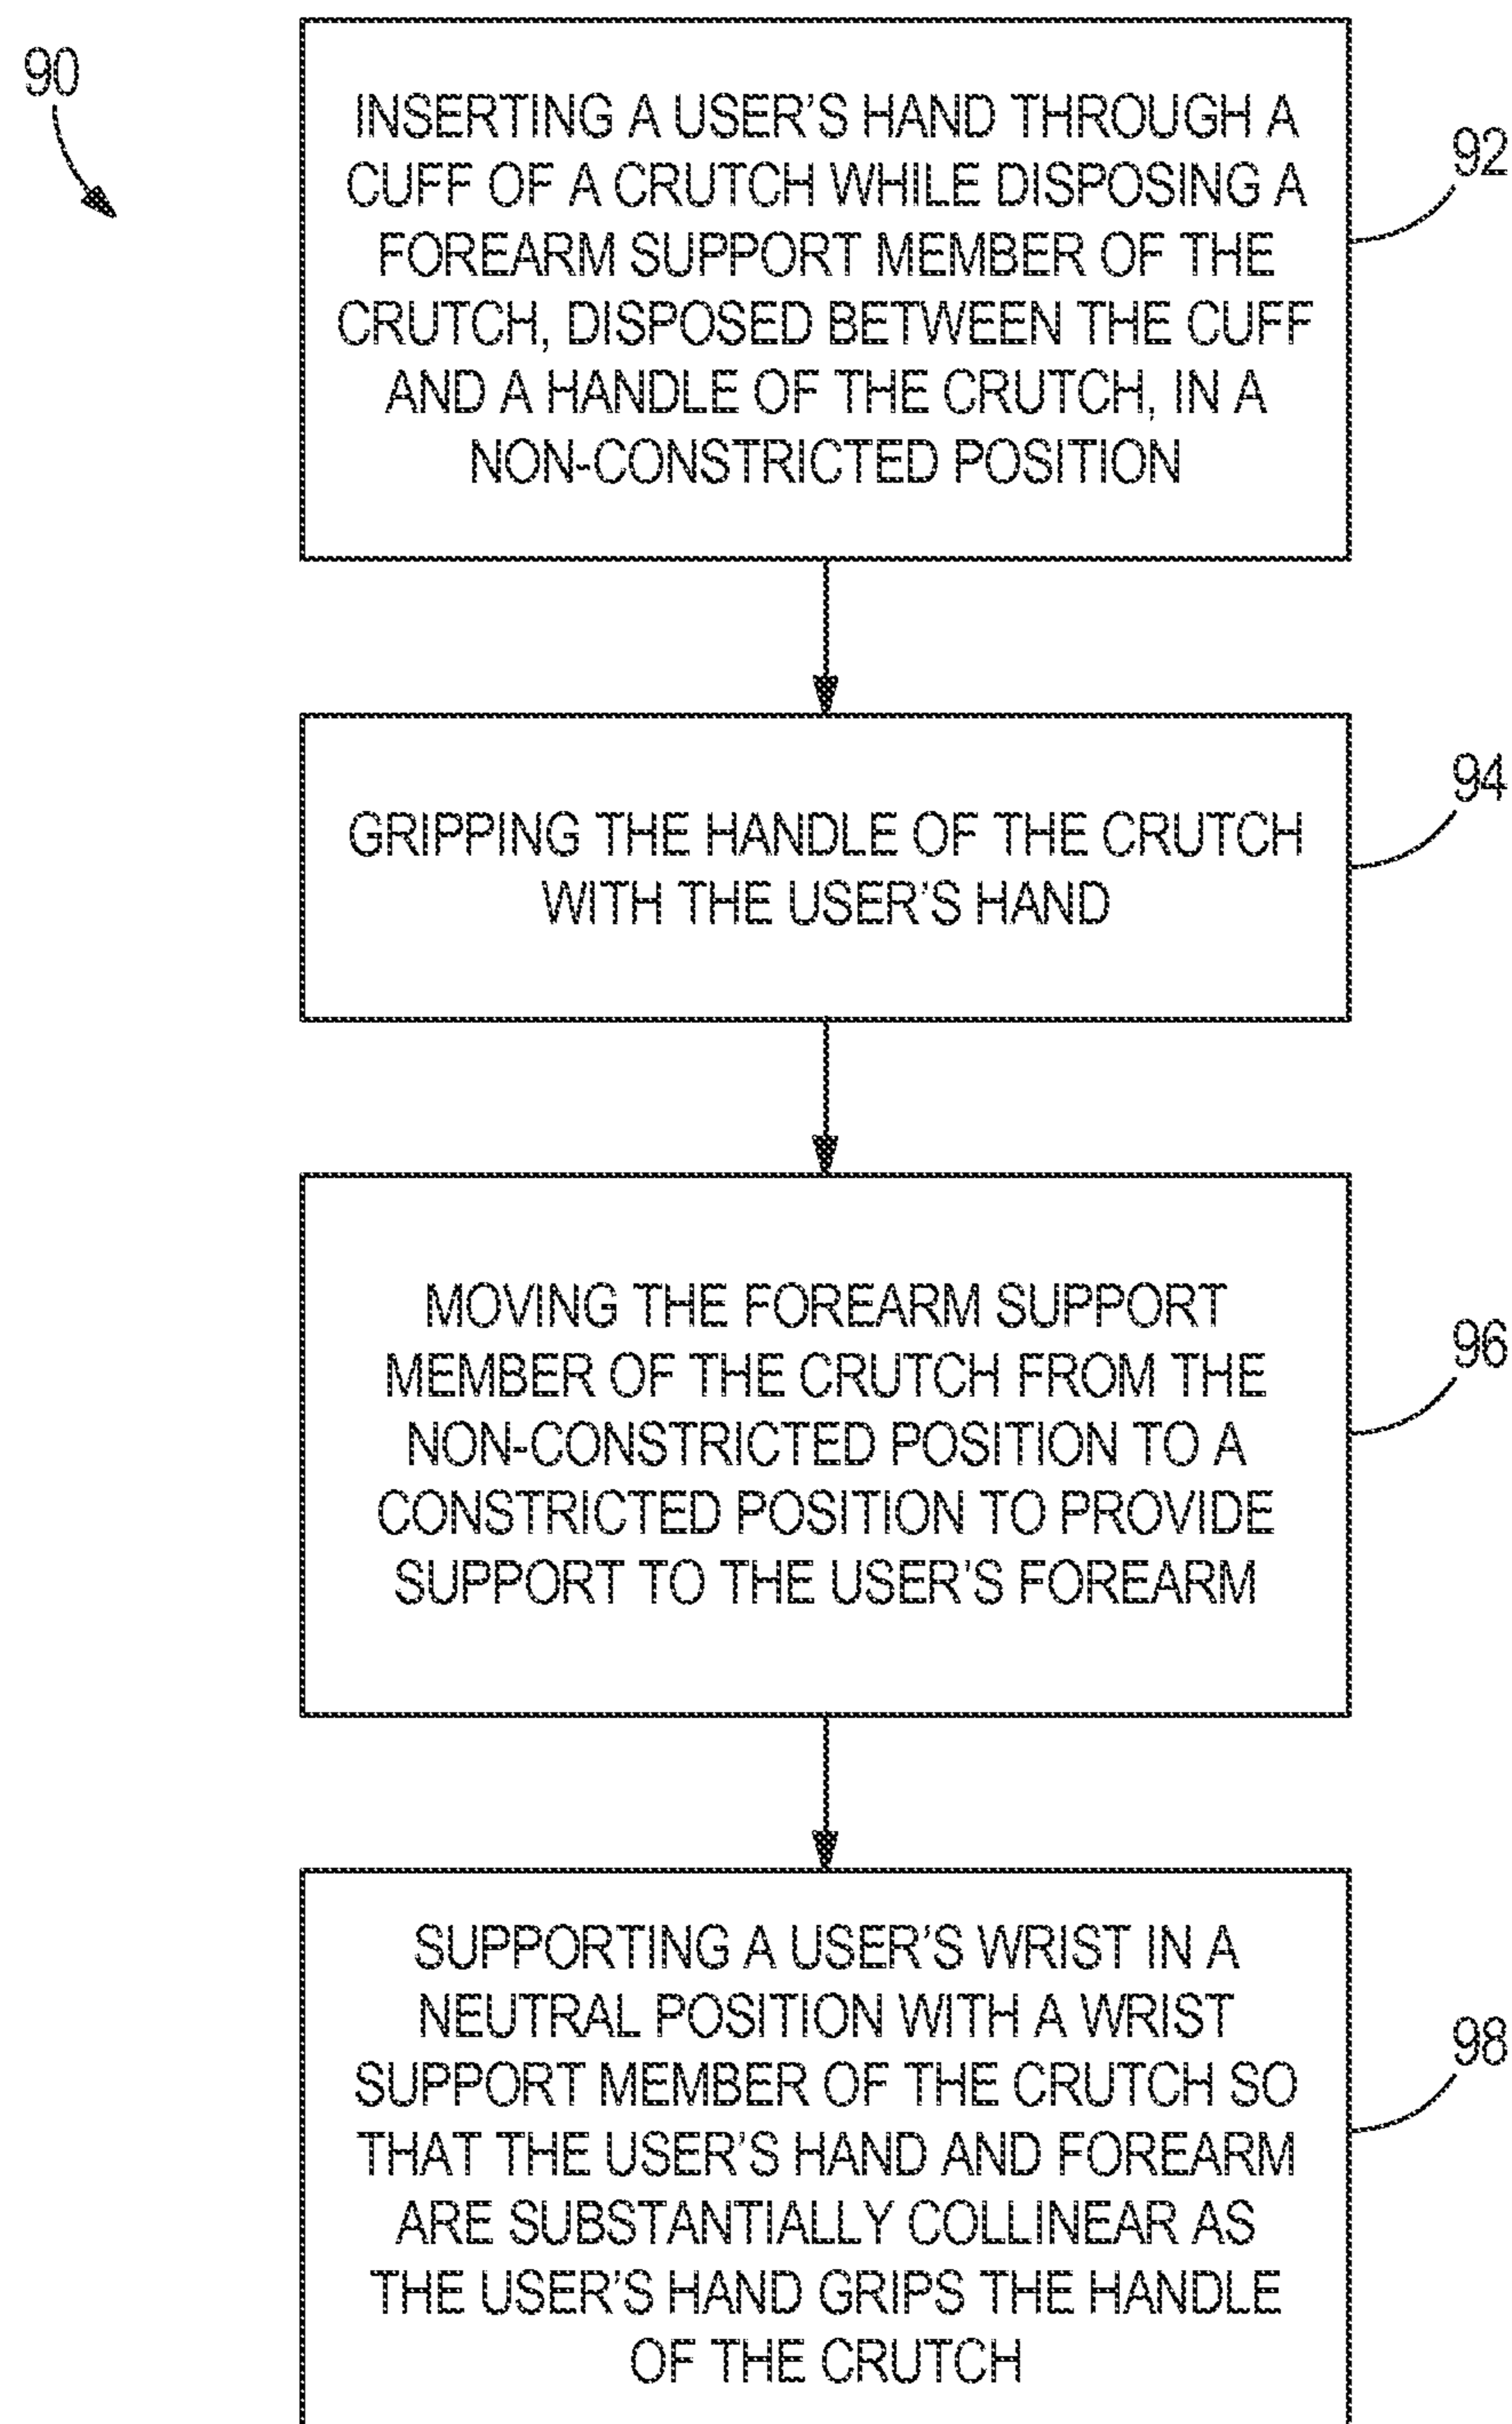 90
INSERTING A USER'S HAND THROUGH A
CUFF OF A CRUTCH WHILE DISPOSING A
FOREARM SUPPORT MEMBER OF THE
CRUTCH, DISPOSED BETWEEN THE CUFF
AND A HANDLE OF THE CRUTCH, IN A
NON-CONSTRICTED POSITION
92
GRIPPING THE HANDLE OF THE CRUTCH
WITH THE USER'S HAND
94
MOVING THE FOREARM SUPPORT
MEMBER OF THE CRUTCH FROM THE
NON-CONSTRICTED POSITION TO A
CONSTRICTED POSITION TO PROVIDE
SUPPORT TO THE USER'S FOREARM
96
SUPPORTING A USER'S WRIST IN A
NEUTRAL POSITION WITH A WRIST
SUPPORT MEMBER OF THE CRUTCH SO
THAT THE USER'S HAND AND FOREARM
ARE SUBSTANTIALLY COLLINEAR AS
THE USER'S HAND GRIPS THE HANDLE
OF THE CRUTCH
98